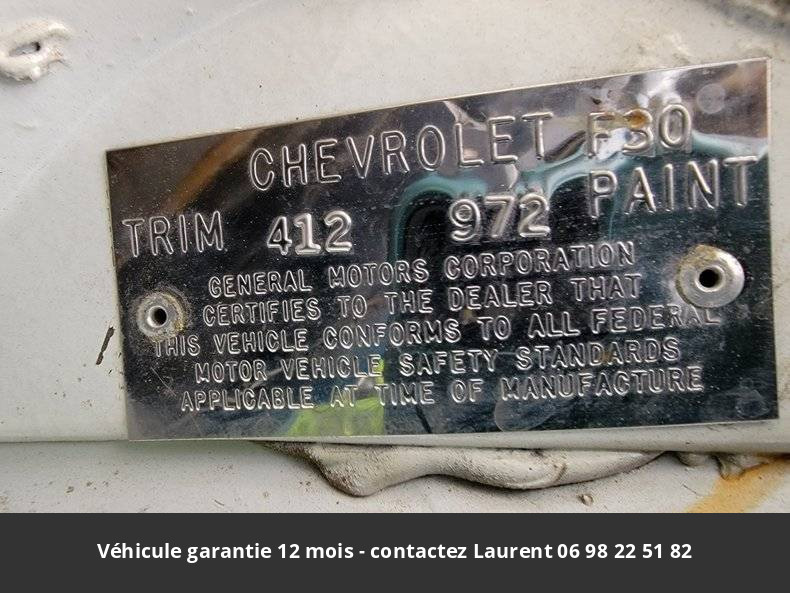 CHEVROLET F30
TRIM 412 972 PAINT
GENERAL MOTORS CORPORATION
CERTIFIES TO THE DEALER THAT
THIS VEHICLE CONFORMS TO ALL FEDERAL
MOTOR VEHICLE SAFETY STANDARDS
APPLICABLE AT TIME OF MANUFACTURE
Véhicule garantie 12 mois - contactez Laurent 06 98 22 51 82